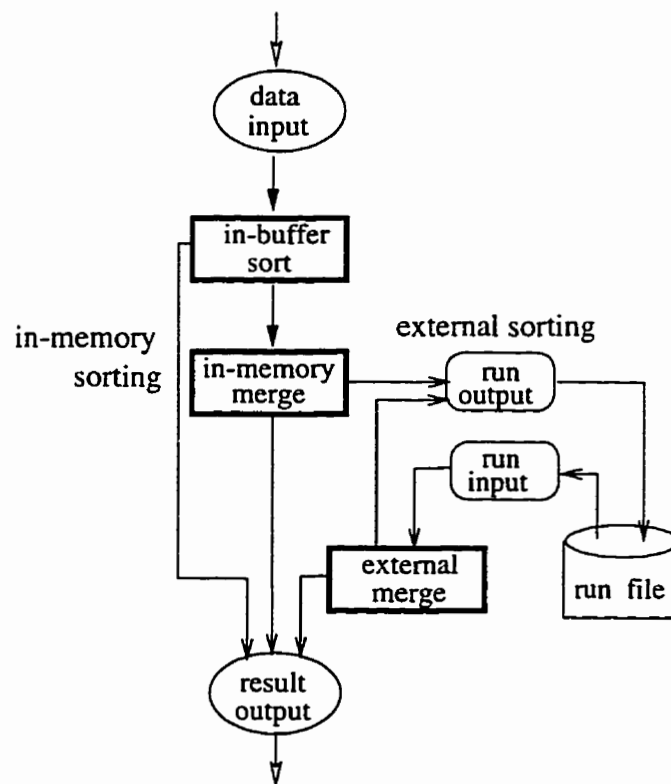 data
input
in-buffer
sort
in-memory
sorting
external sorting
in-memory
merge
run
output
run
input
external
merge
run file
result
output